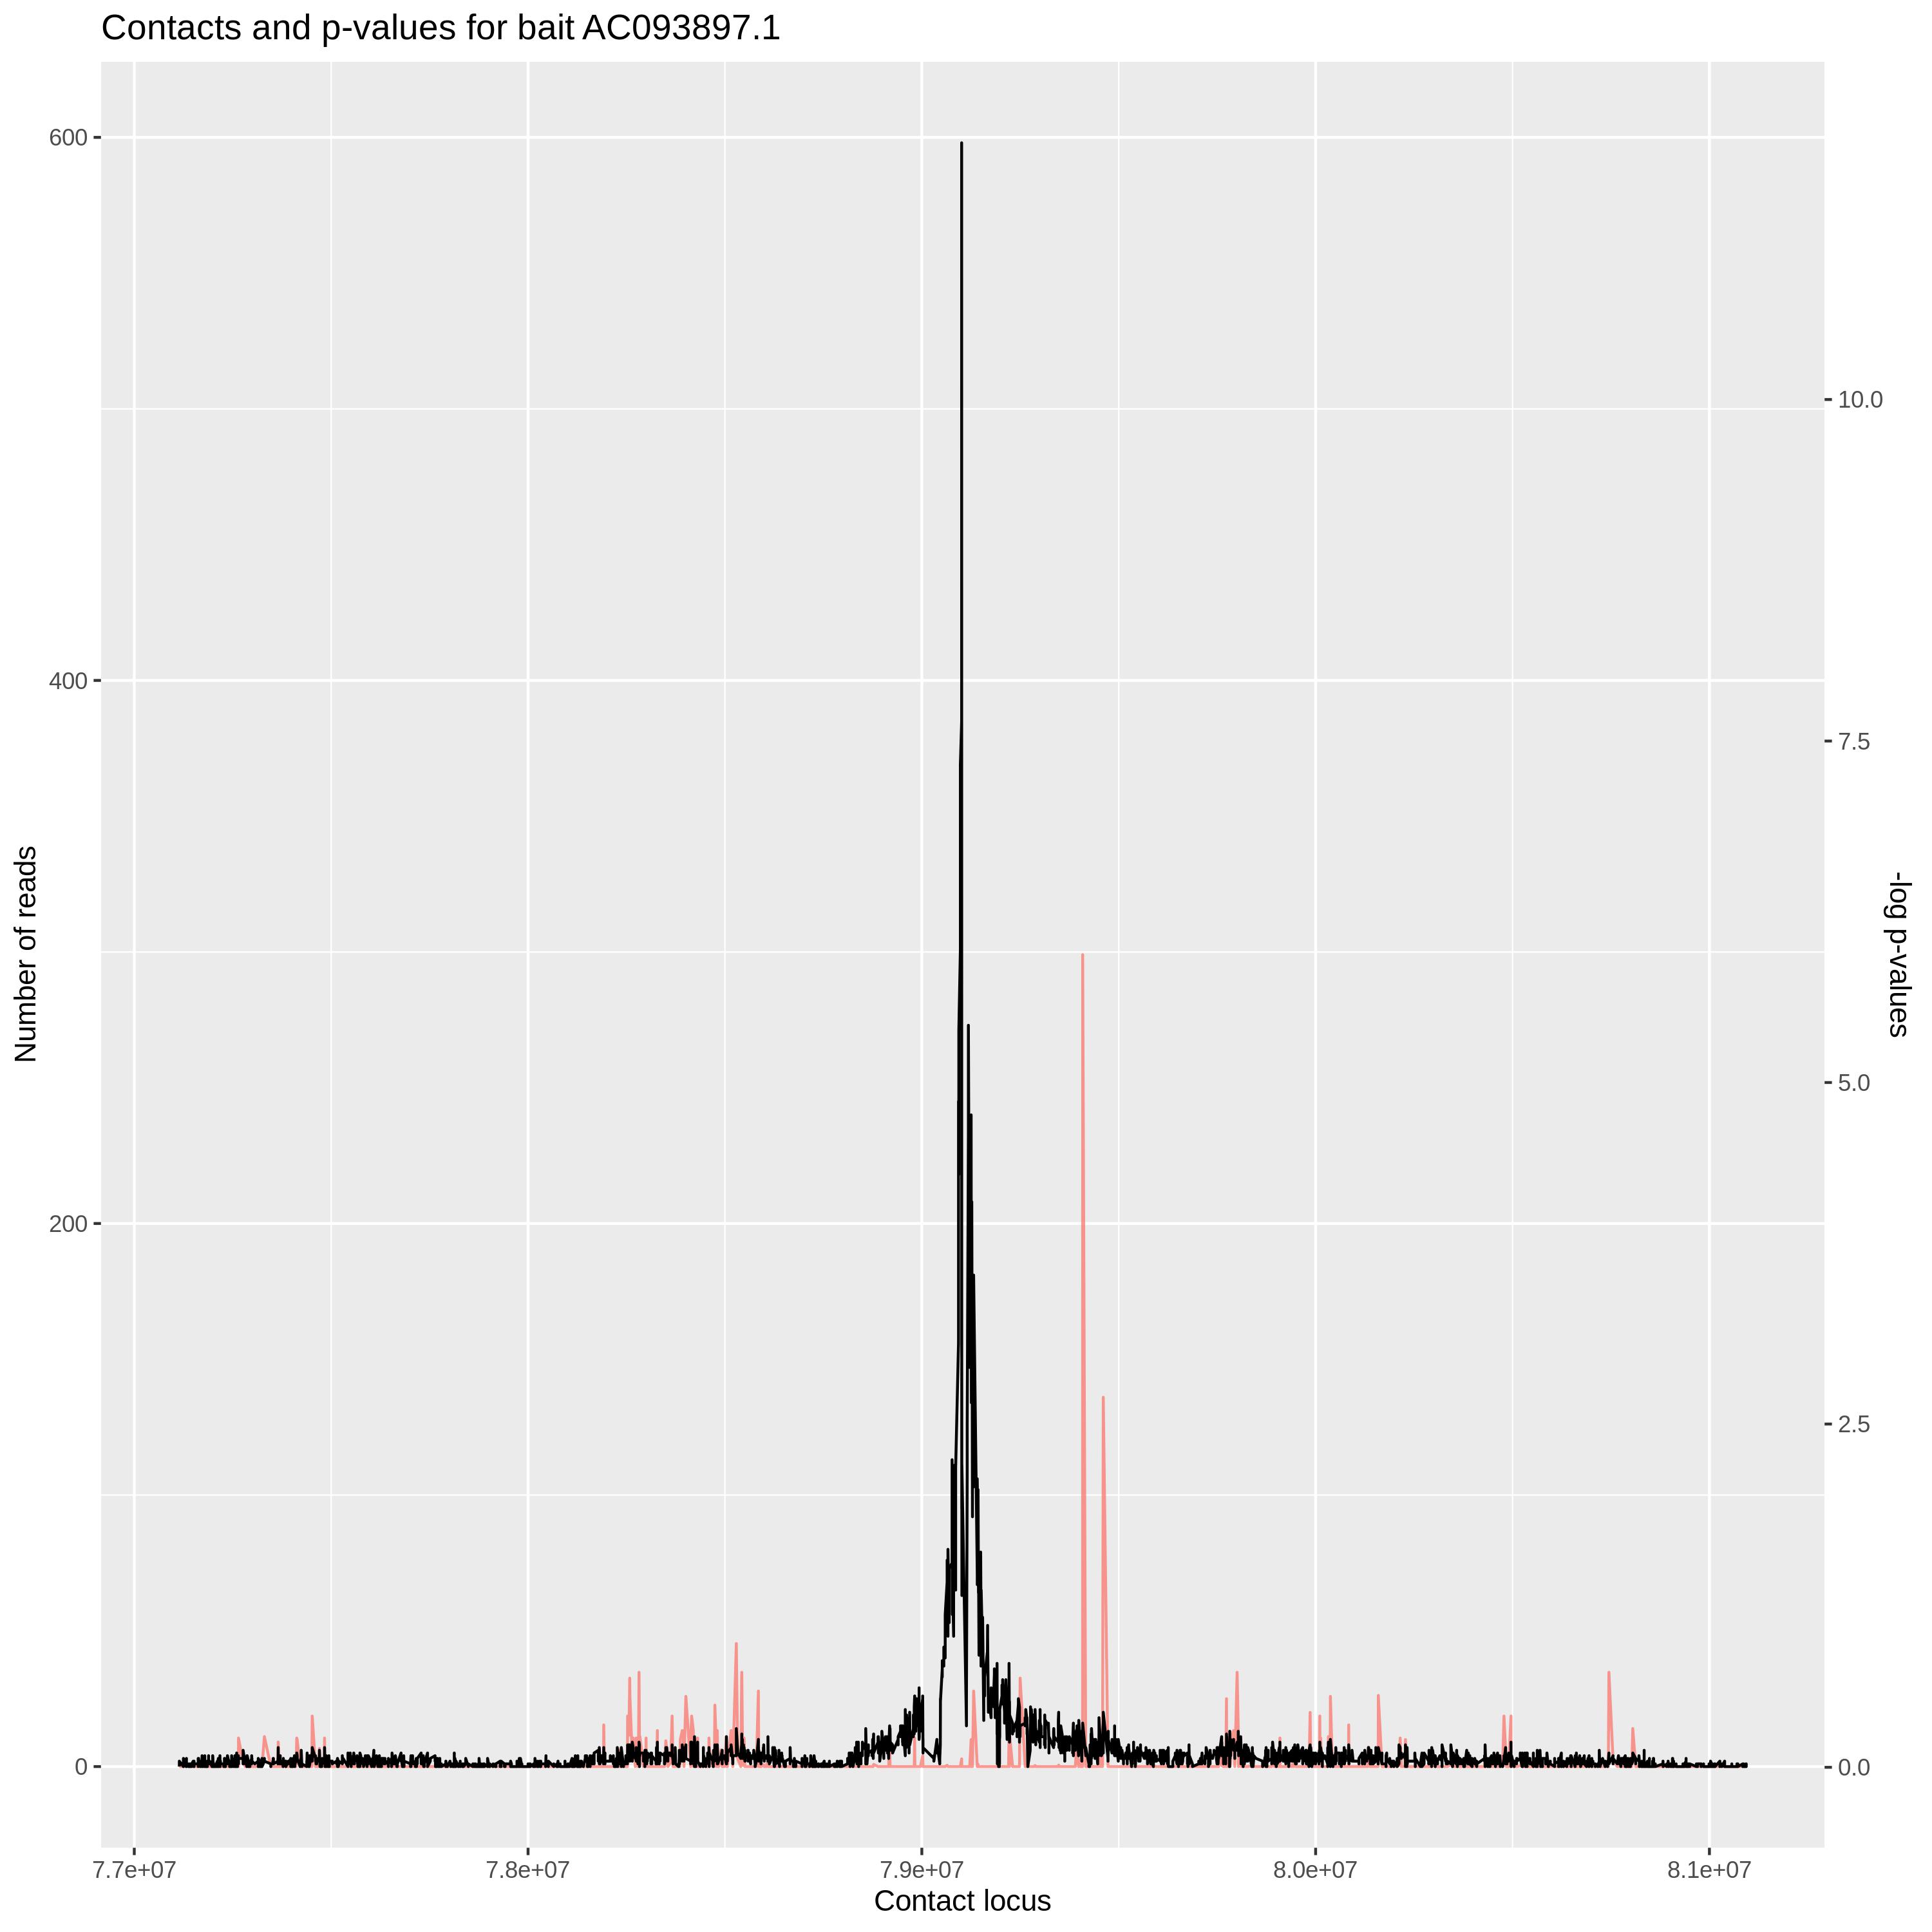 Contacts and p-values for bait AC093897.1
600
400
200
0
Number of reads
10.0
7.5
5.0
2.5
0.0
-log p-values
7.7e+07
7.8e+07
7.9e+07
8.0e+07
8.1e+07
Contact locus